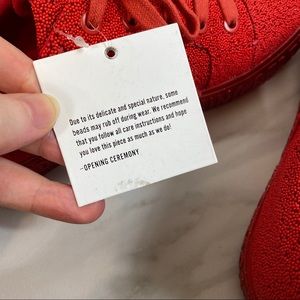 Due to its delicate and special nature, some
beads may rub off during wear. We recommend
that you follow all care instructions and hope
you love this piece as much as we do!
-OPENING CEREMONY